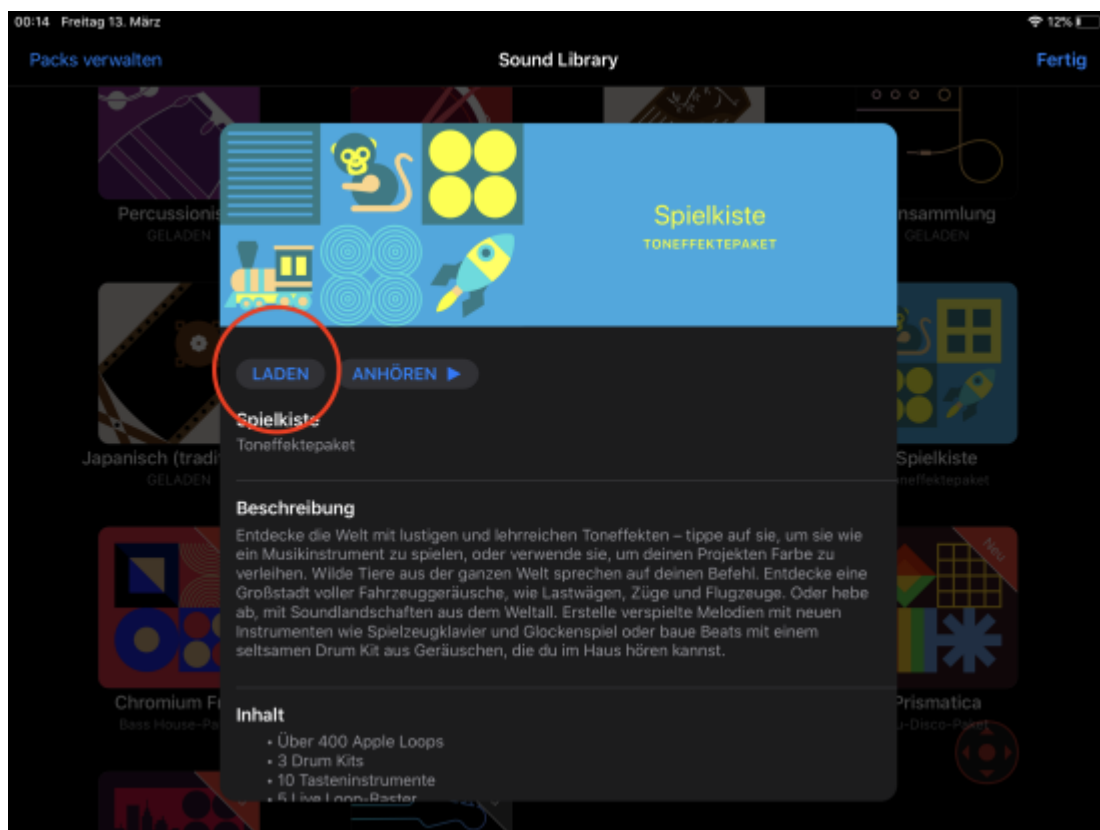 00:14 Freitag 13. März
12%
Packs verwalten
Sound Library
Fertig
Spielkiste
TONEFFEKTEPAKET
Percussionis
GELADEN
nsammlung
GELADEN
LADEN
ANHÖREN
Spielkiste
Toneffektepaket
Japanisch (tradi
GELADEN
Spielkiste
neffektepaket
Beschreibung
Entdecke die Welt mit lustigen und lehrreichen Toneffekten – tippe auf sie, um sie wie
ein Musikinstrument zu spielen, oder verwende sie, um deinen Projekten Farbe zu
verleihen. Wilde Tiere aus der ganzen Welt sprechen auf deinen Befehl. Entdecke eine
Großstadt voller Fahrzeuggeräusche, wie Lastwägen, Züge und Flugzeuge. Oder hebe
ab, mit Soundlandschaften aus dem Weltall. Erstelle verspielte Melodien mit neuen
Instrumenten wie Spielzeugklavier und Glockenspiel oder baue Beats mit einem
seltsamen Drum Kit aus Geräuschen, die du im Haus hören kannst.
Neu
Chromium F
Bass House-Pa
Prismatica
u-Disco-Paket
Inhalt
• Über 400 Apple Loops
• 3 Drum Kits
• 10 Tasteninstrumente
• 5 Live Loop-Raster